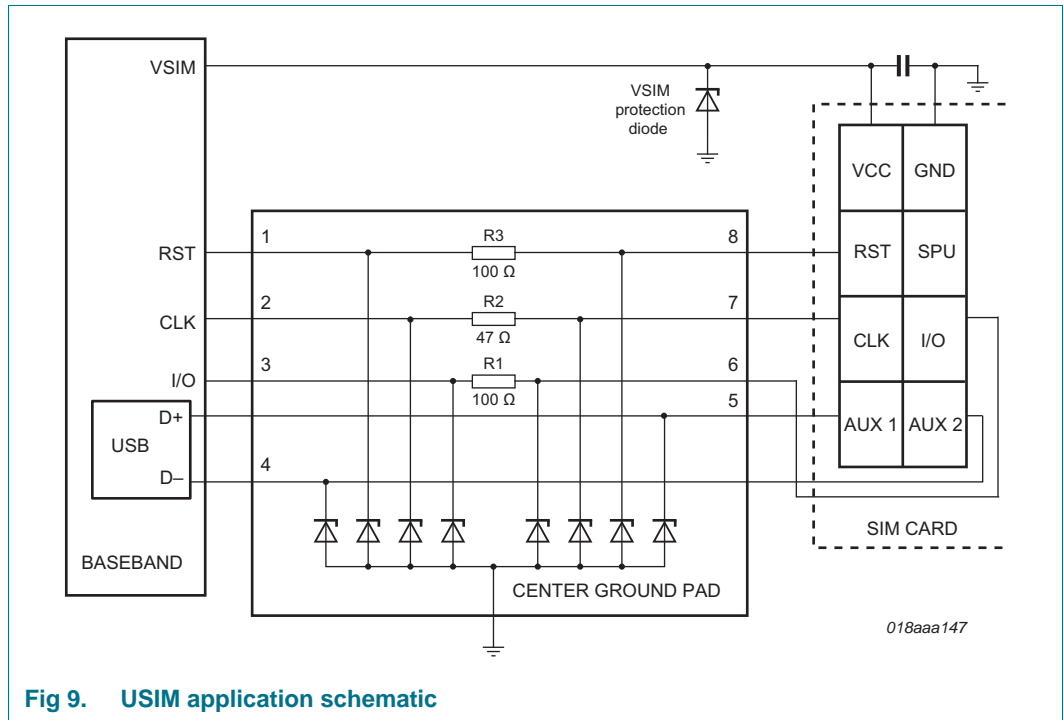 VSIM
VSIM
protection
diode
VCC GND
1 R3 8
RST
100 Ω
RST SPU
2 R2 7
CLK
47 Ω
CLK I/O
3 R1 6
I/O
100 Ω
5
D+
USB
AUX 1 AUX 2
D–
4
SIM CARD
BASEBAND
CENTER GROUND PAD
018aaa147
Fig 9. USIM application schematic